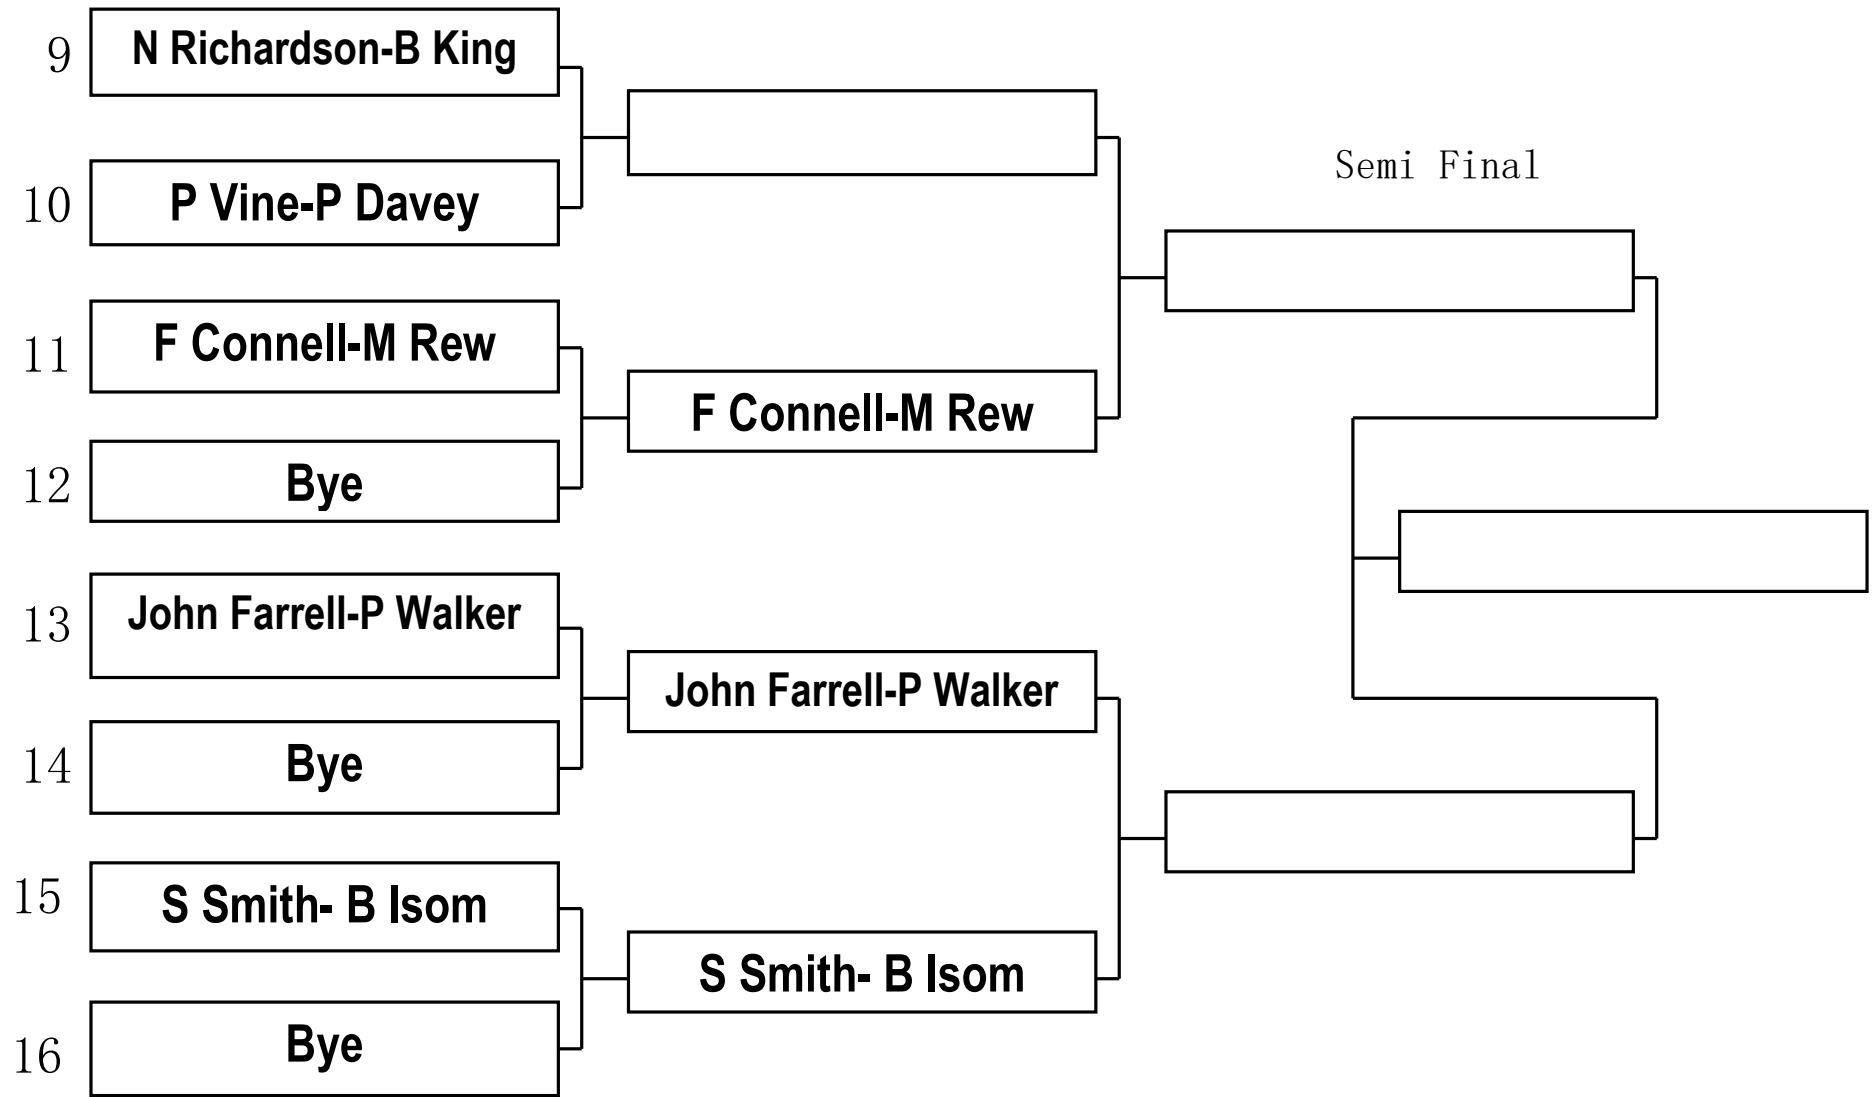 9 N Richardson-B King
10 P Vine-P Davey
11 F Connell-M Rew
12 Bye
13 John Farrell-P Walker
14 Bye
15 S Smith- B Isom
16 Bye
F Connell-M Rew
John Farrell-P Walker
S Smith- B Isom
Semi Final